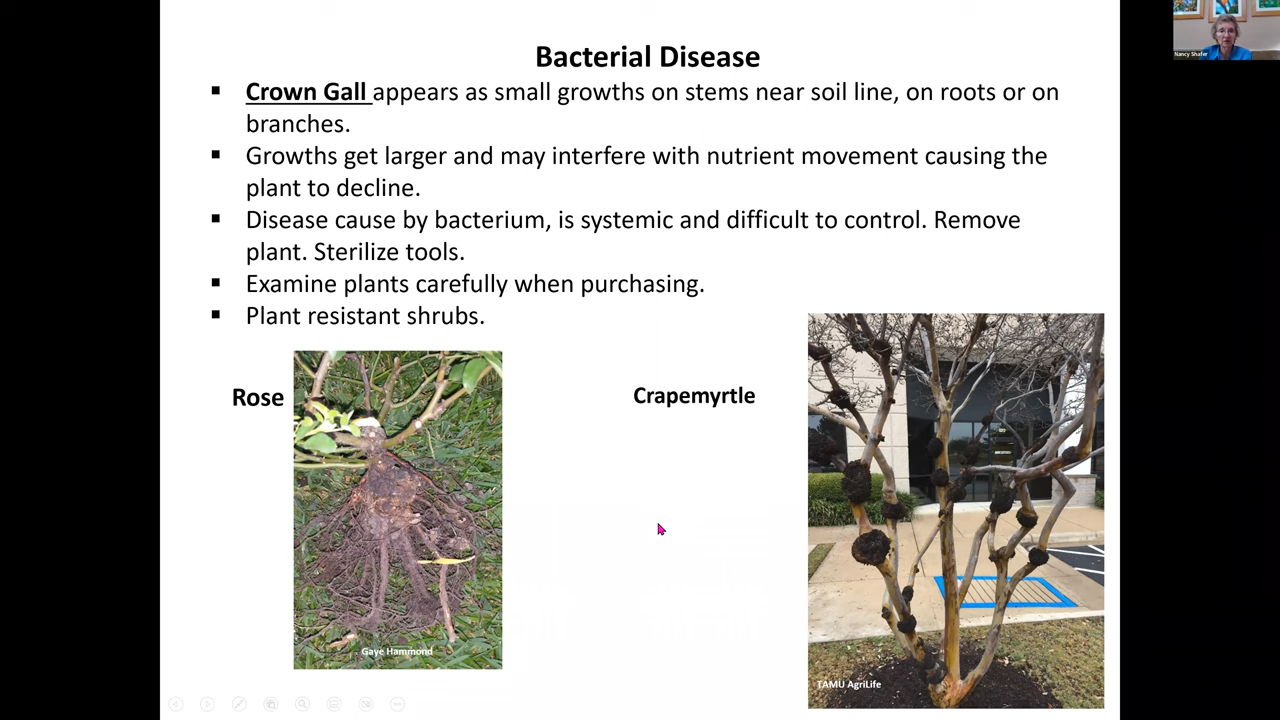 Nancy Shafer
Bacterial Disease
▪ Crown Gall appears as small growths on stems near soil line, on roots or on
branches.
▪ Growths get larger and may interfere with nutrient movement causing the
plant to decline.
▪ Disease cause by bacterium, is systemic and difficult to control. Remove
plant. Sterilize tools.
▪ Examine plants carefully when purchasing.
▪ Plant resistant shrubs.
Rose
Crapemyrtle
Gaye Hammond
TAMU AgriLife